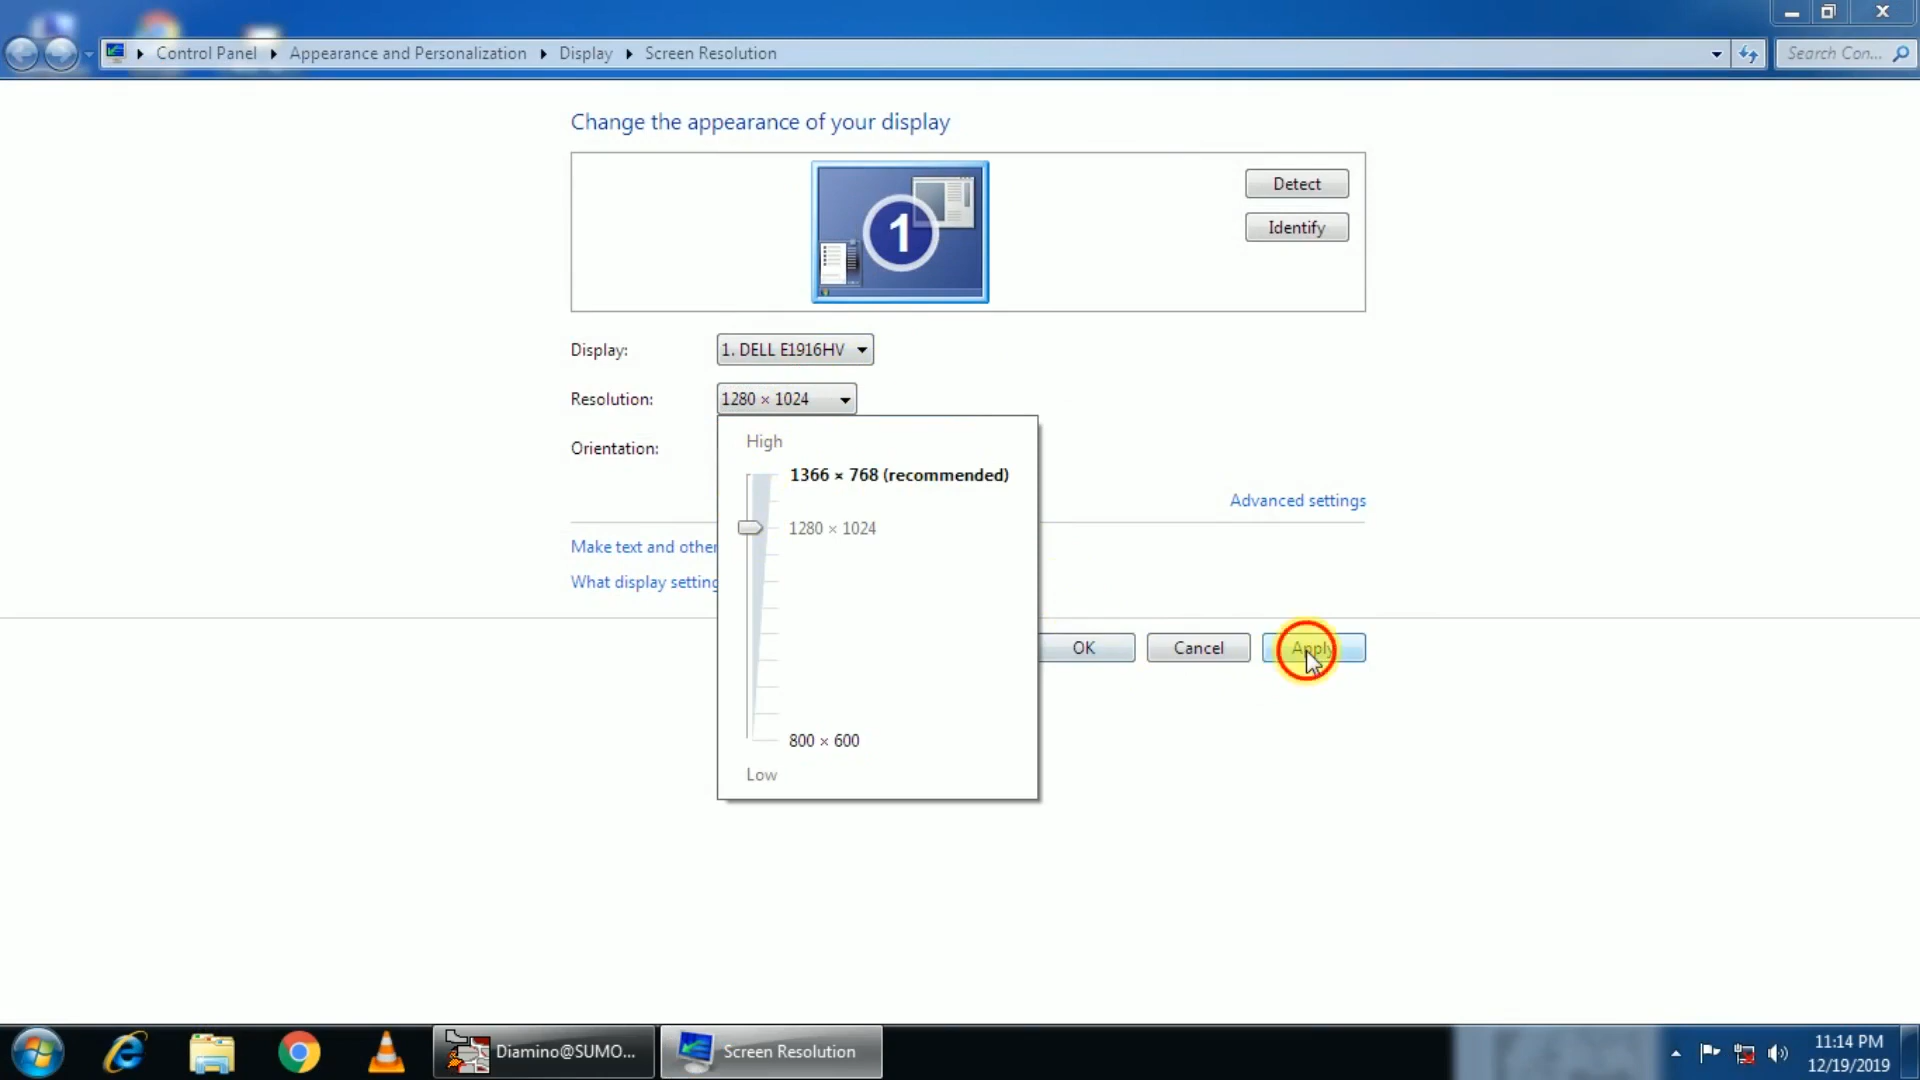 Control Panel Appearance and Personalization Display Screen Resolution
Search Con...
Change the appearance of your display
1
Detect
Identify
Display: 1. DELL E1916HV
Resolution: 1280 × 1024
High
Orientation:
1366 × 768 (recommended)
Advanced settings
1280 × 1024
Make text and other
What display setting
OK Cancel Apply
800 × 600
Low
Diamino@SUMO... Screen Resolution
11:14 PM
12/19/2019